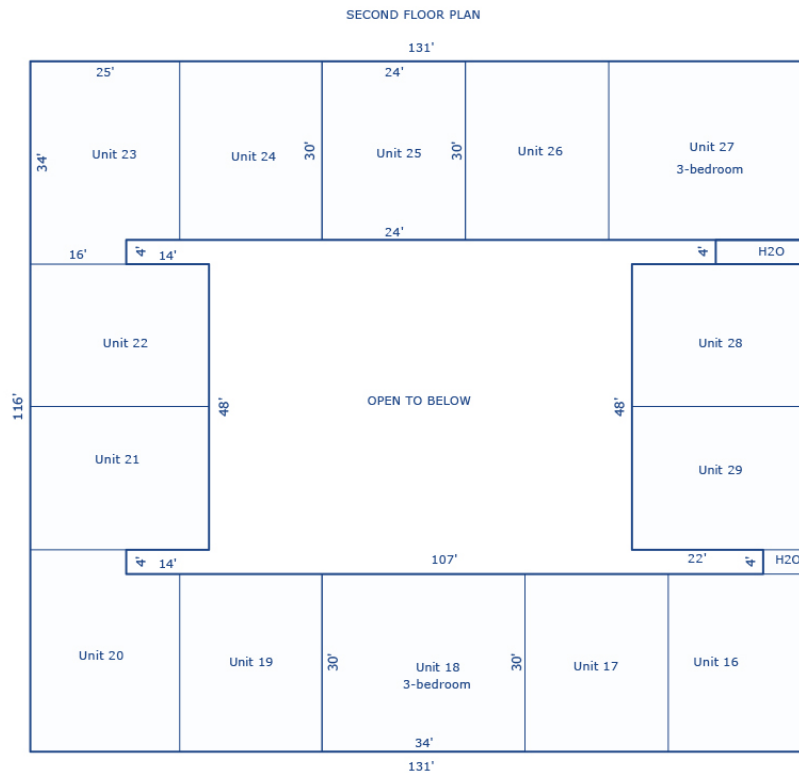 SECOND FLOOR PLAN
131'
25'
24'
34'
Unit 23
Unit 24
30'
Unit 25
30'
Unit 26
Unit 27
3-bedroom
24'
16'
4'
14'
4'
H2O
Unit 22
Unit 28
116'
48'
OPEN TO BELOW
48'
Unit 21
Unit 29
4'
14'
107'
22'
4'
H2O
Unit 20
Unit 19
30'
Unit 18
3-bedroom
30'
Unit 17
Unit 16
34'
131'